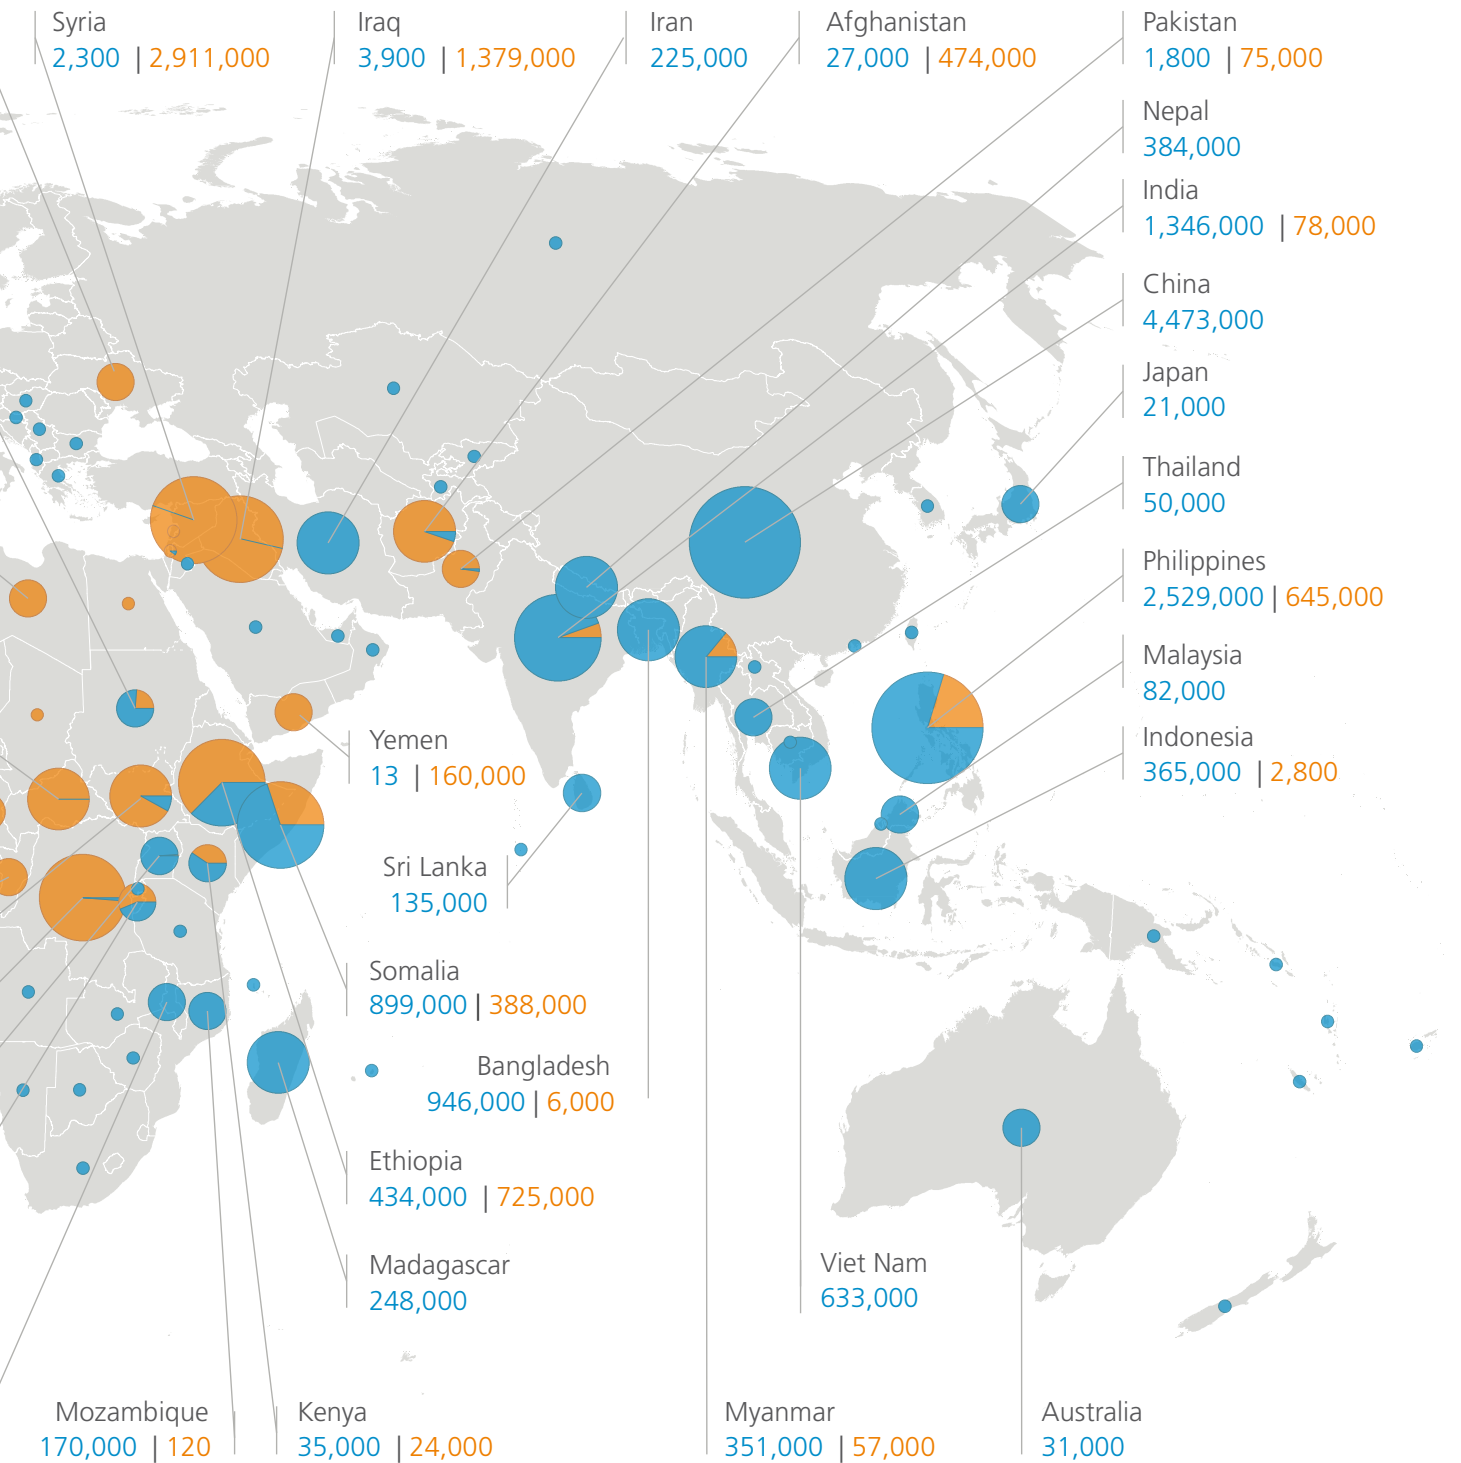 Syria
2,300 | 2,911,000
Iraq
3,900 | 1,379,000
Iran
225,000
Afghanistan
27,000 | 474,000
Pakistan
1,800 | 75,000
Nepal
384,000
India
1,346,000 | 78,000
China
4,473,000
Japan
21,000
Thailand
50,000
Philippines
2,529,000 | 645,000
Malaysia
82,000
Indonesia
365,000 | 2,800
Yemen
13 | 160,000
Sri Lanka
135,000
Somalia
899,000 | 388,000
Bangladesh
946,000 | 6,000
Ethiopia
434,000 | 725,000
Madagascar
248,000
Viet Nam
633,000
Mozambique
170,000 | 120
Kenya
35,000 | 24,000
Myanmar
351,000 | 57,000
Australia
31,000